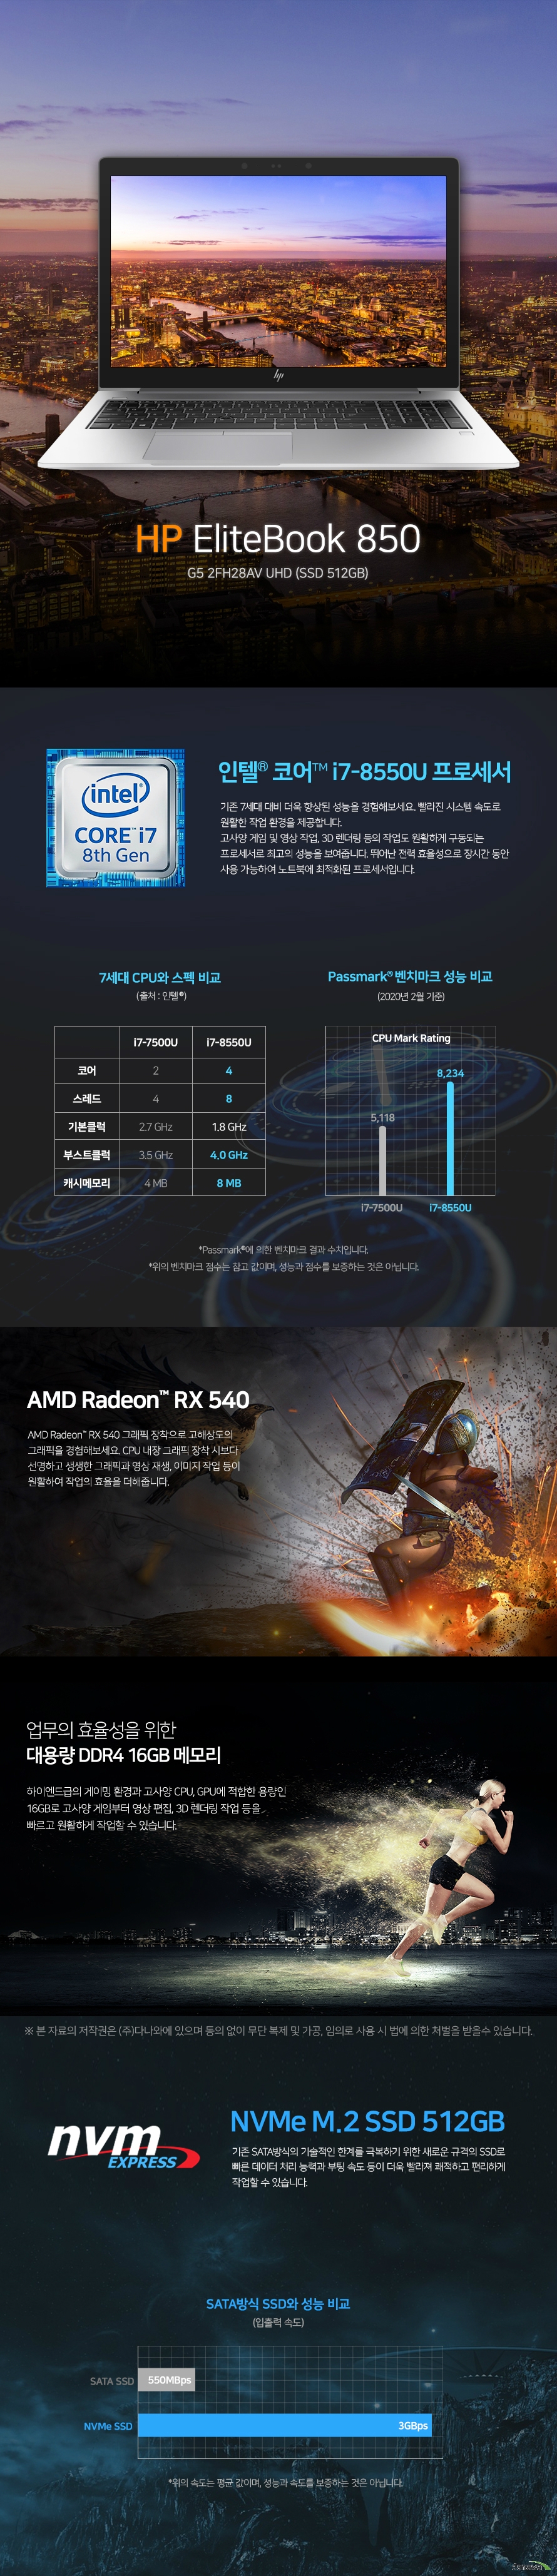 hp
HP EliteBook 850
G5 2FH28AV UHD (SSD 512GB)
intel®
CORE™ i7
8th Gen
인텔® 코어™ i7-8550U 프로세서
기존 7세대 대비 더욱 향상된 성능을 경험해보세요. 빨라진 시스템 속도로
원활한 작업 환경을 제공합니다.
고사양 게임 및 영상 작업, 3D 렌더링 등의 작업도 원활하게 구동되는
프로세서로 최고의 성능을 보여줍니다. 뛰어난 전력 효율성으로 장시간 동안
사용 가능하여 노트북에 최적화된 프로세서입니다.
7세대 CPU와 스펙 비교
(출처 : 인텔®)
i7-7500U i7-8550U
코어 2 4
스레드 4 8
기본클럭 2.7 GHz 1.8 GHz
부스트클럭 3.5 GHz 4.0 GHz
캐시메모리 4 MB 8 MB
Passmark® 벤치마크 성능 비교
(2020년 2월 기준)
CPU Mark Rating
8,234
5,118
i7-7500U i7-8550U
*Passmark®에 의한 벤치마크 결과 수치입니다.
*위의 벤치마크 점수는 참고 값이며, 성능과 점수를 보증하는 것은 아닙니다.
AMD Radeon™ RX 540
AMD Radeon™ RX 540 그래픽 장착으로 고해상도의
그래픽을 경험해보세요. CPU 내장 그래픽 장착 시보다
선명하고 생생한 그래픽과 영상 재생, 이미지 작업 등이
원활하여 작업의 효율을 더해줍니다.
업무의 효율성을 위한
대용량 DDR4 16GB 메모리
하이엔드급의 게이밍 환경과 고사양 CPU, GPU에 적합한 용량인
16GB로 고사양 게임부터 영상 편집, 3D 렌더링 작업 등을
빠르고 원활하게 작업할 수 있습니다.
※ 본 자료의 저작권은 (주)다나와에 있으며 동의 없이 무단 복제 및 가공, 임의로 사용 시 법에 의한 처벌을 받을수 있습니다.
nvm
EXPRESS
NVMe M.2 SSD 512GB
기존 SATA방식의 기술적인 한계를 극복하기 위한 새로운 규격의 SSD로
빠른 데이터 처리 능력과 부팅 속도 등이 더욱 빨라져 쾌적하고 편리하게
작업할 수 있습니다.
SATA방식 SSD와 성능 비교
(입출력 속도)
SATA SSD 550MBps
NVMe SSD 3GBps
*위의 속도는 평균 값이며, 성능과 속도를 보증하는 것은 아닙니다.